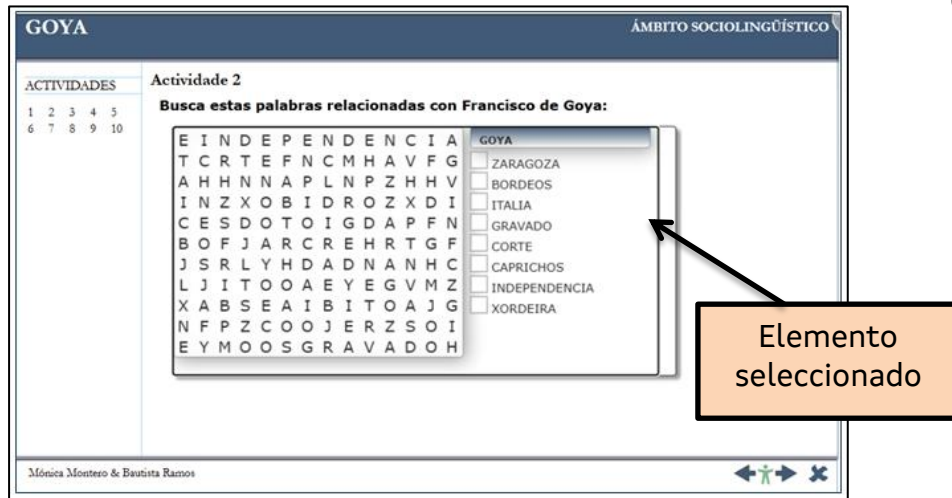 GOYA
ÁMBITO SOCIOLINGÜÍSTICO
ACTIVIDADES
1 2 3 4 5
6 7 8 9 10
Actividade 2
Busca estas palabras relacionadas con Francisco de Goya:
E I N D E P E N D E N C I A
T C R T E F N C M H A V F G
A H H N N A P L N P Z H H V
I N Z X O B I D R O Z X D I
C E S D O T O I G D A P F N
B O F J A R C R E H R T G F
J S R L Y H D A D N A N H C
L J I T O O A E Y E G V M Z
X A B S E A I B I T O A J G
N F P Z C O O J E R Z S O I
E Y M O O S G R A V A D O H
GOYA
ZARAGOZA
BORDEOS
ITALIA
GRAVADO
CORTE
CAPRICHOS
INDEPENDENCIA
XORDEIRA
Elemento
seleccionado
Mónica Montero & Bautista Ramos